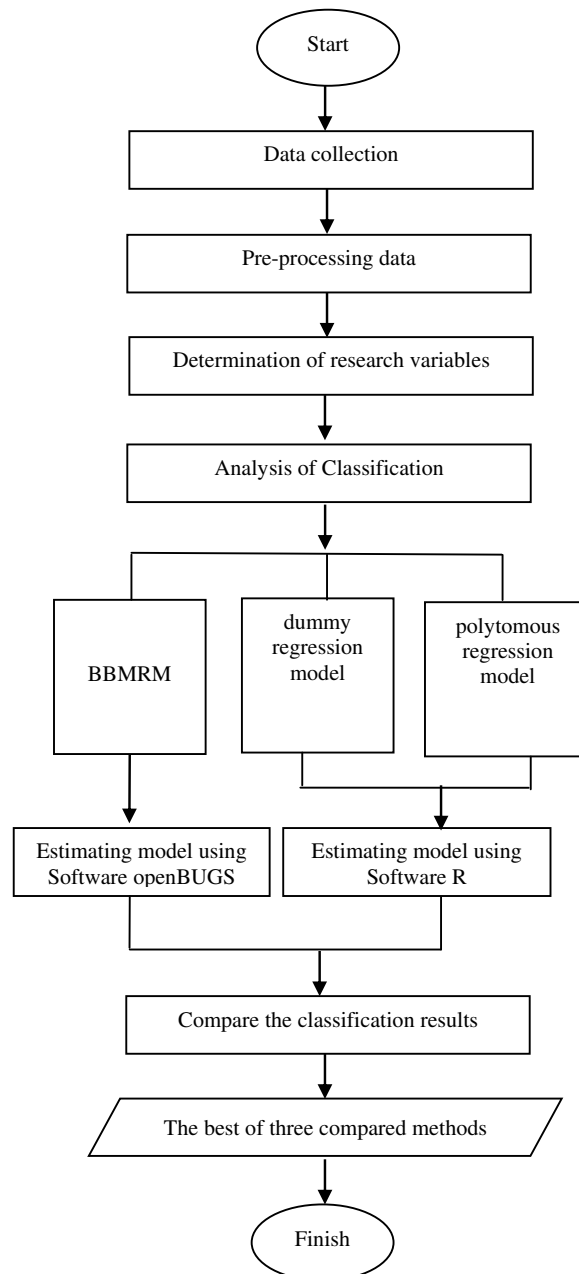 Start
Data collection
Pre-processing data
Determination of research variables
Analysis of Classification
BBMRM
dummy
regression
model
polytomous
regression
model
Estimating model using
Software openBUGS
Estimating model using
Software R
Compare the classification results
The best of three compared methods
Finish